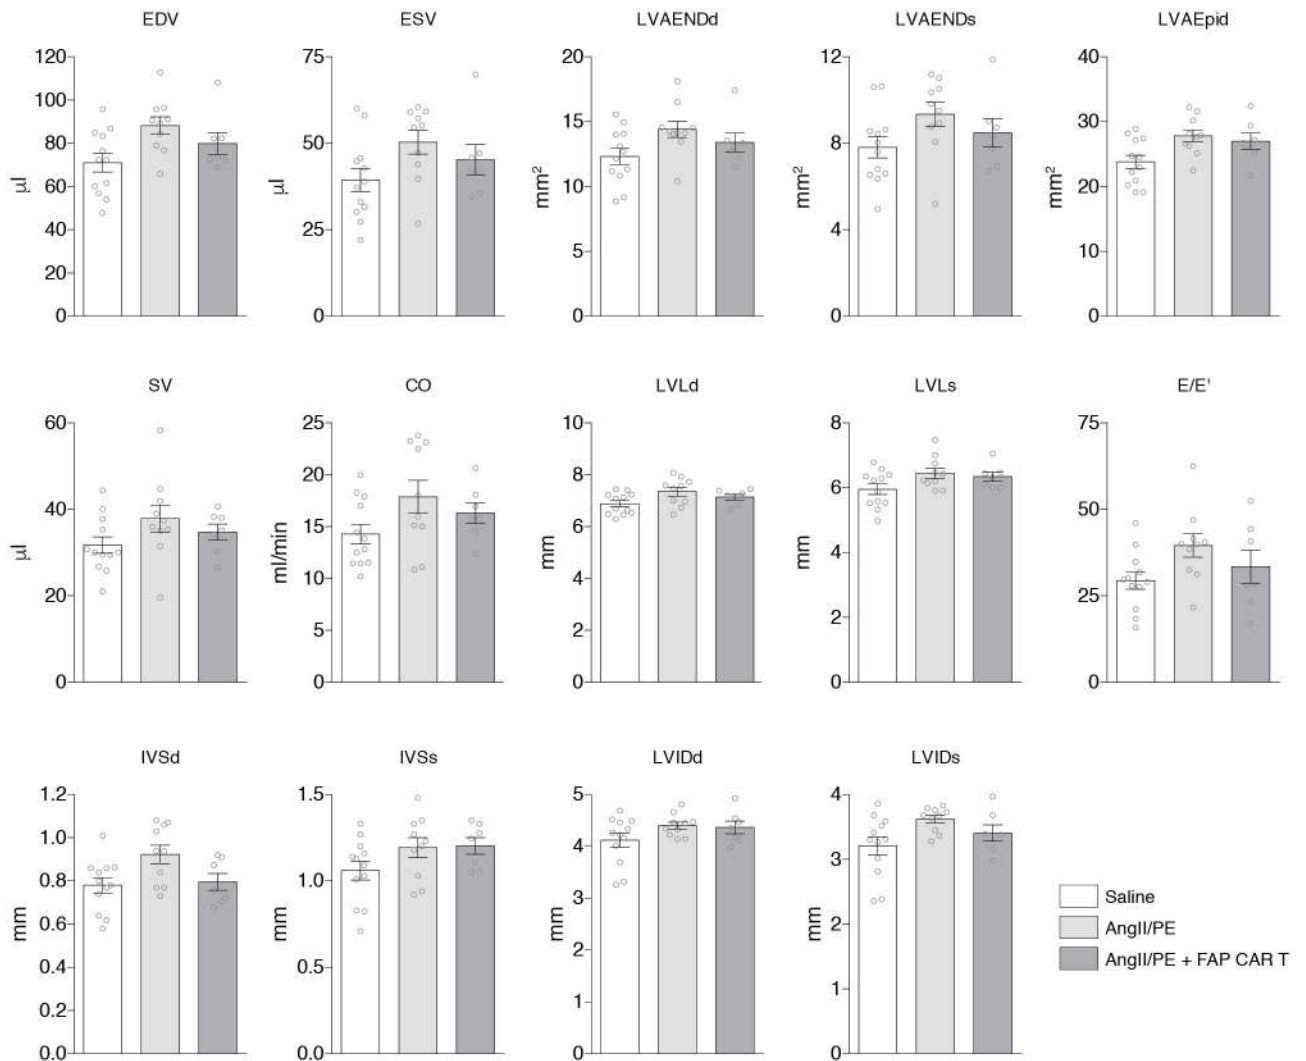 EDV
ESV
LVAENDd
LVAENDs
LVAEpid
120
100
80
60
40
20
0
µl
75
50
25
0
µl
20
15
10
5
0
mm²
12
8
4
0
mm²
40
30
20
10
0
mm²
SV
CO
LVLd
LVLs
E/E'
60
40
20
0
µl
25
20
15
10
5
0
ml/min
10
8
6
4
2
0
mm
8
6
4
2
0
mm
75
50
25
0
IVSd
IVSs
LVIDd
LVIDs
1.2
1.0
0.8
0.6
0.4
0.2
0.0
mm
1.5
1.0
0.5
0.0
mm
5
4
3
2
1
0
mm
4
3
2
1
0
mm
Saline
AngII/PE
AngII/PE + FAP CAR T